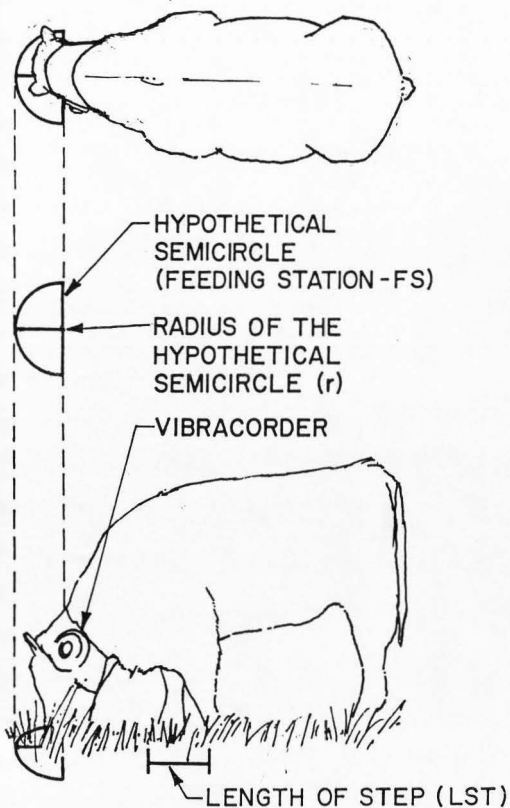 HYPOTHETICAL
SEMICIRCLE
(FEEDING STATION-FS)
RADIUS OF THE
HYPOTHETICAL
SEMICIRCLE (r)
VIBRACORDER
LENGTH OF STEP (LST)